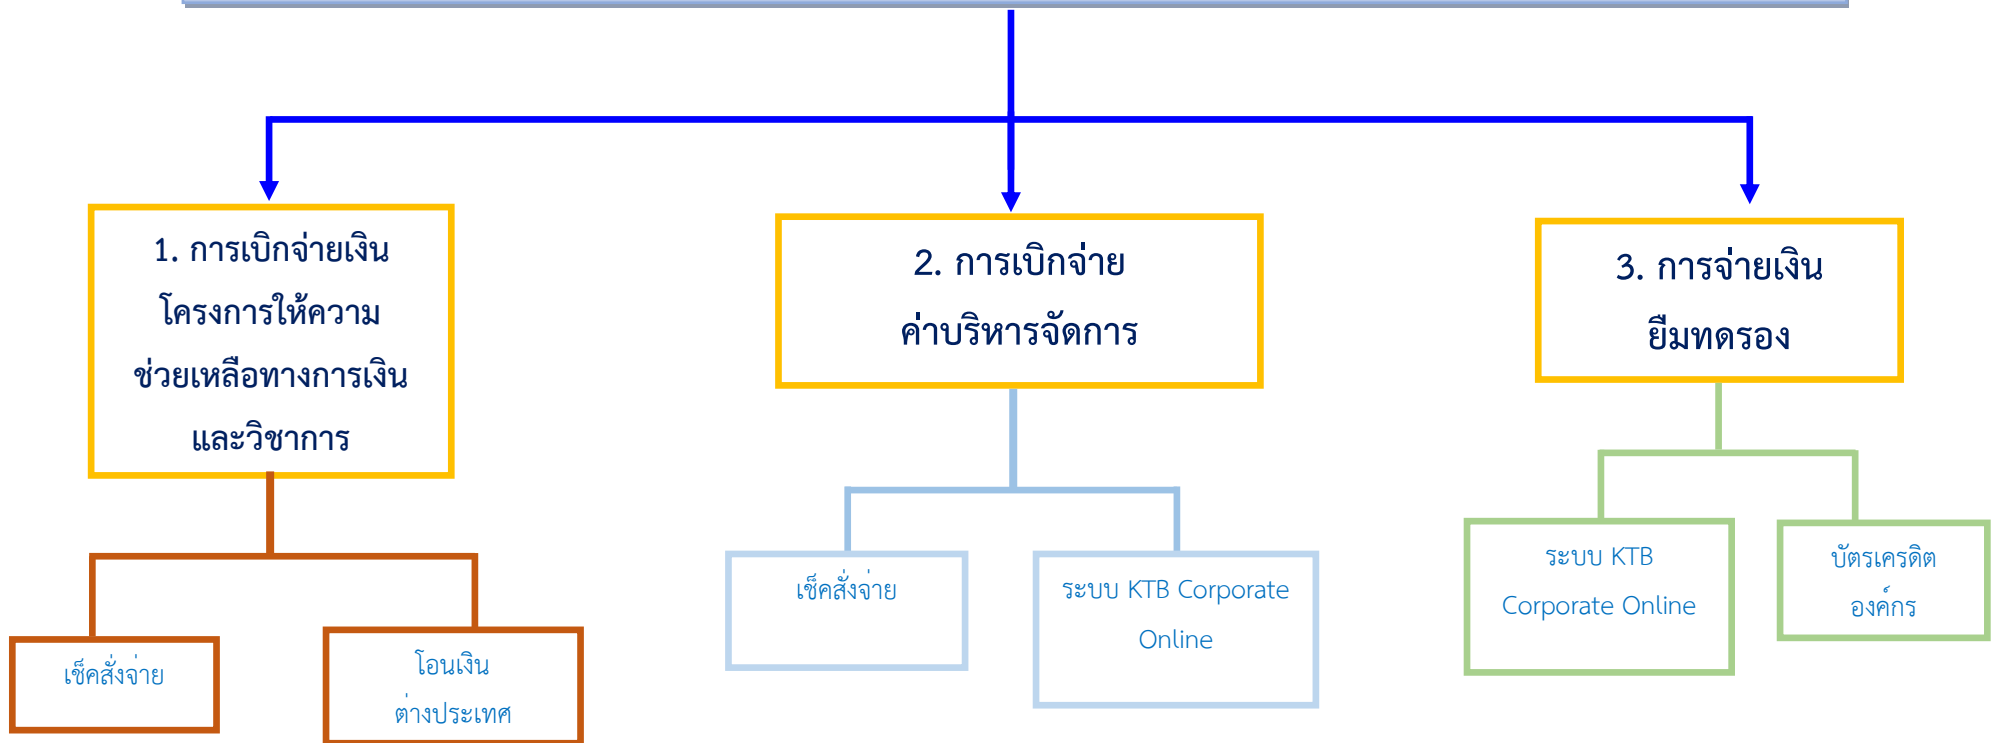 1. การเบิกจ่ายเงิน
โครงการให้ความ
ช่วยเหลือทางการเงิน
และวิชาการ
2. การเบิกจ่าย
ค่าบริหารจัดการ
3. การจ่ายเงิน
ยืมทดรอง
เช็คสั่งจ่าย
โอนเงิน
ต่างประเทศ
เช็คสั่งจ่าย
ระบบ KTB Corporate
Online
ระบบ KTB
Corporate Online
บัตรเครดิต
องค์กร